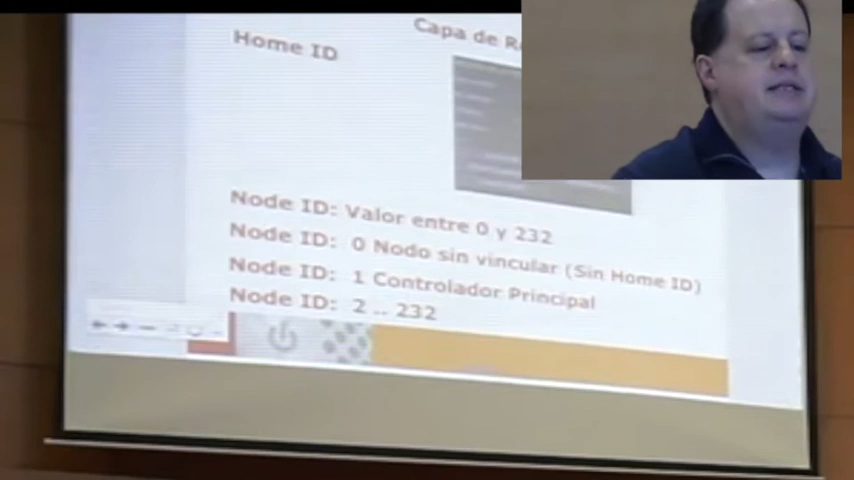 Capa de
Home ID
Node ID: Valor entre 0 y 232
Node ID: 0 Nodo sin vincular (Sin Home ID)
Node ID: 1 Controlador Principal
Node ID: 2 .. 232